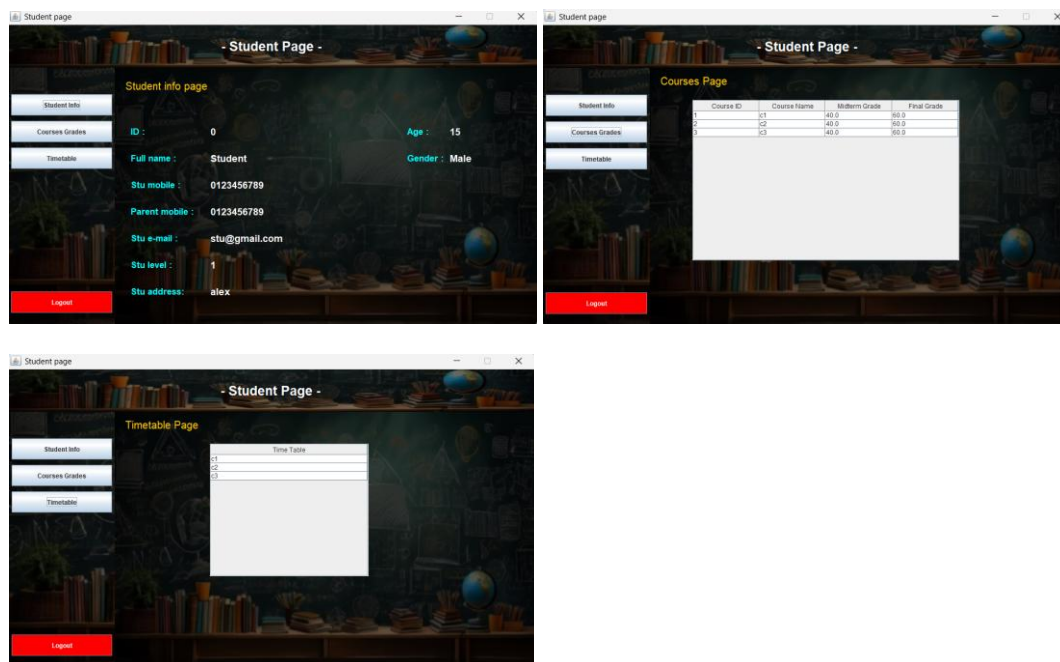 Student page
- Student Page -
Student info page
Student Info
Courses Grades
Timetable
ID : 0 Age : 15
Full name : Student Gender : Male
Stu mobile : 0123456789
Parent mobile : 0123456789
Stu e-mail : stu@gmail.com
Stu level : 1
Stu address: alex
Logout
Student page
- Student Page -
Courses Page
Student Info
Courses Grades
Timetable
Course ID Course Name Midterm Grade Final Grade
1 c1 40.0 60.0
2 c2 40.0 60.0
3 c3 40.0 60.0
Logout
Student page
- Student Page -
Timetable Page
Student Info
Courses Grades
Timetable
Time Table
c1
c2
c3
Logout